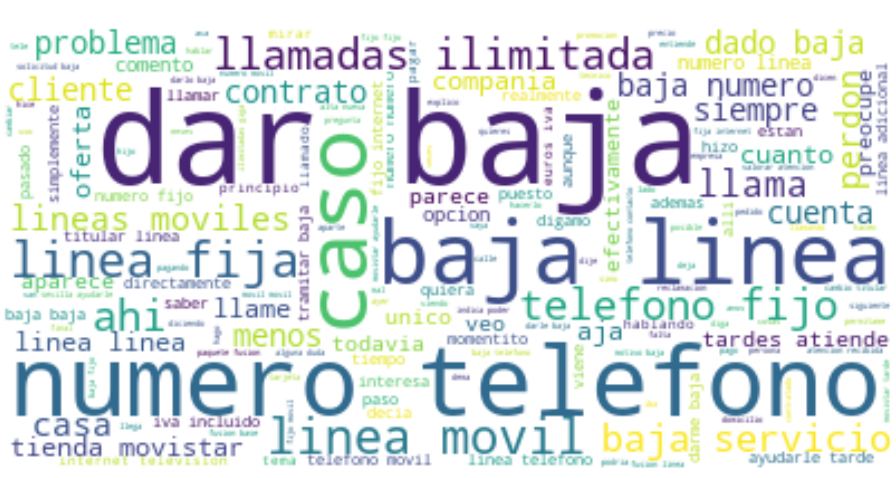 problema
llamadas ilimitada
dado baja
comento
mirar
numero linea
cliente
llamar
contrato
compania
realmente
baja numero
siempre
perdon
preocupe
linea adicional
dar baja
caso
simplemente
pasado
oferta
fijo internet
numero numero
llamado
euros iva
aunque
hizo
estan
cuanto
efectivamente
llama
numero fijo
principio
parece
puesto
opcion
digamo
ademas
alli
cuenta
lineas moviles
titular linea
tramitar baja
linea fija
baja linea
aparece
directamente
quiera
telefono fijo
baja baja
ahi
saber
llame
unico
veo
aja
hablando
tardes atiende
linea linea
menos
todavia
momentito
tiempo
interesa
viene
numero telefono
paso
decia
casa
iva incluido
linea movil
baja servicio
darme baja
tienda movistar
internet television
tema
telefono movil
linea telefono
ayudarle tarde